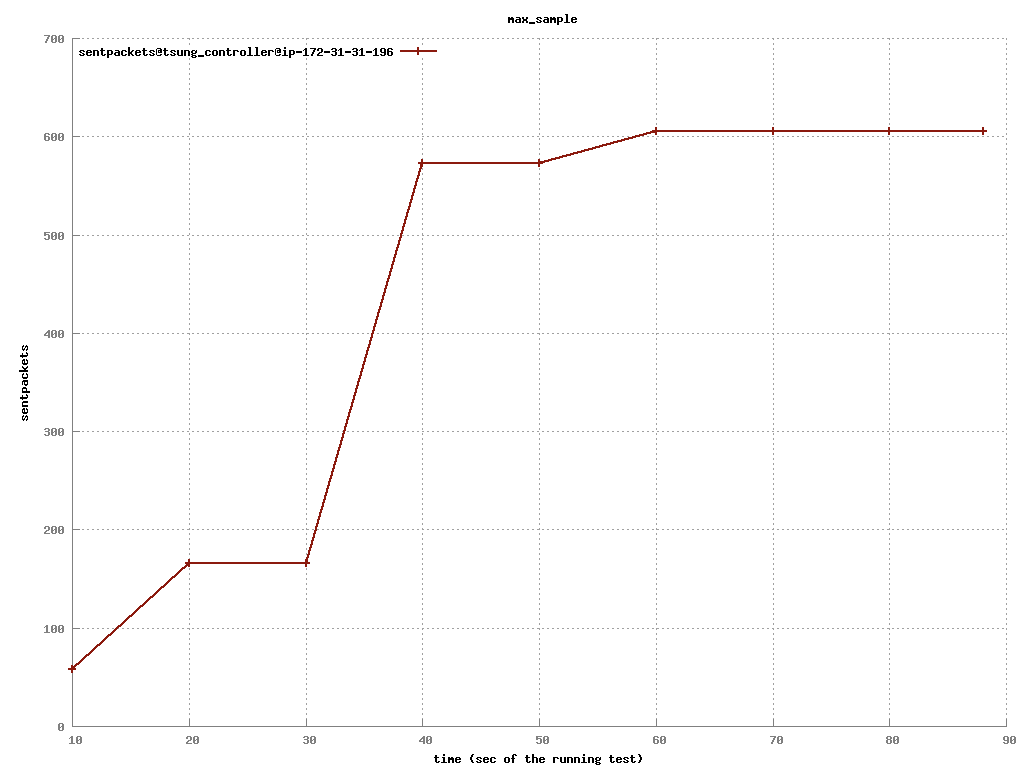 max_sample
700
sentpackets@tsung_controller@ip-172-31-31-196
600
500
400
sentpackets
300
200
100
0
10 20 30 40 50 60 70 80 90
time (sec of the running test)